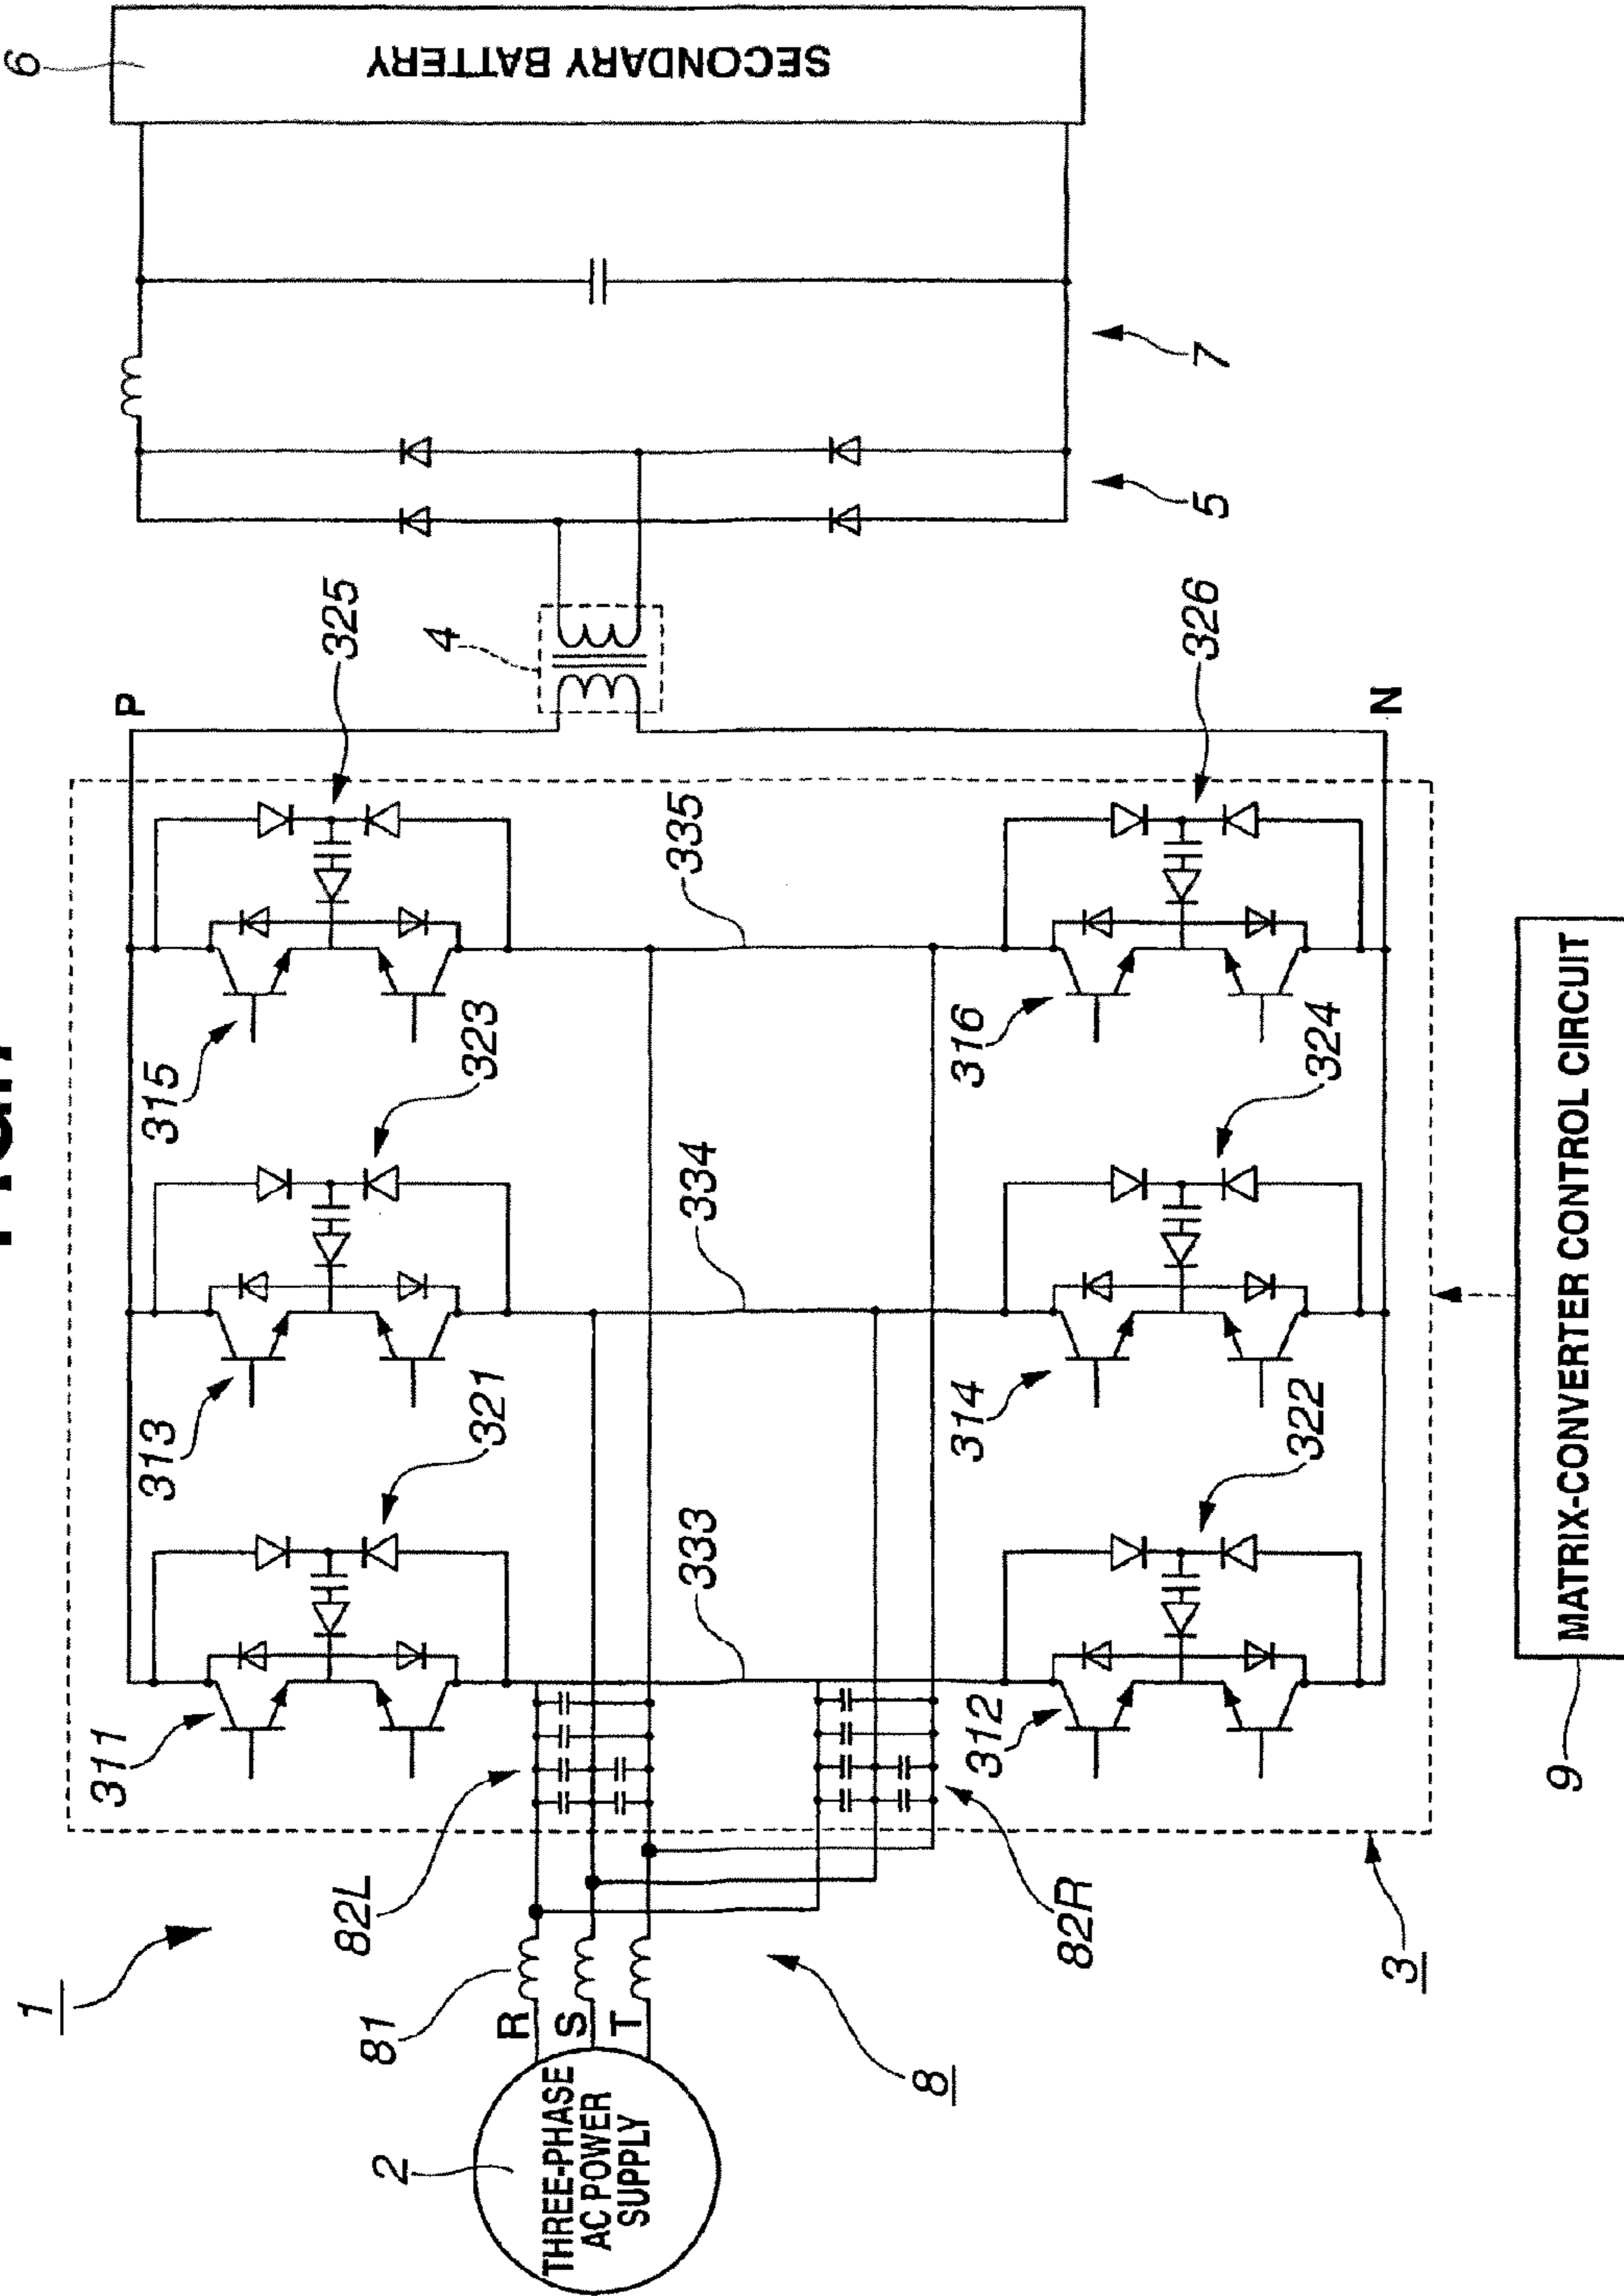 1
2
THREE-PHASE
AC POWER
SUPPLY
R
S
T
81
8
82L
82R
3
311
321
313
323
315
325
P
333
334
335
312
322
314
324
316
326
N
4
5
7
6
SECONDARY BATTERY
9
MATRIX-CONVERTER CONTROL CIRCUIT